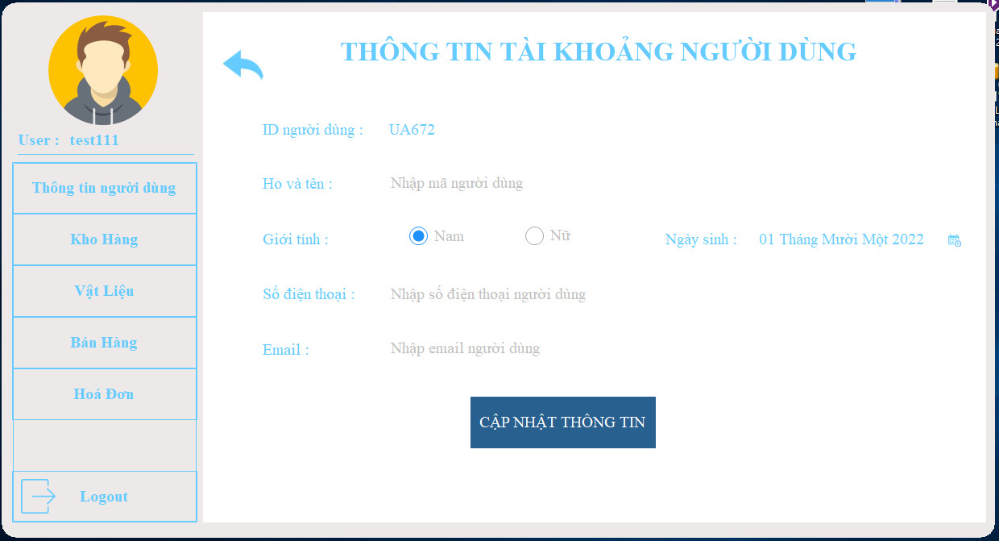 THÔNG TIN TÀI KHOẢNG NGƯỜI DÙNG
User : test111
Thông tin người dùng
Kho Hàng
Vật Liệu
Bán Hàng
Hoá Đơn
Logout
ID người dùng : UA672
Ho và tên : Nhập mã người dùng
Giới tính : Nam Nữ Ngày sinh : 01 Tháng Mười Một 2022
Số điện thoại : Nhập số điện thoại người dùng
Email : Nhập email người dùng
CẬP NHẬT THÔNG TIN